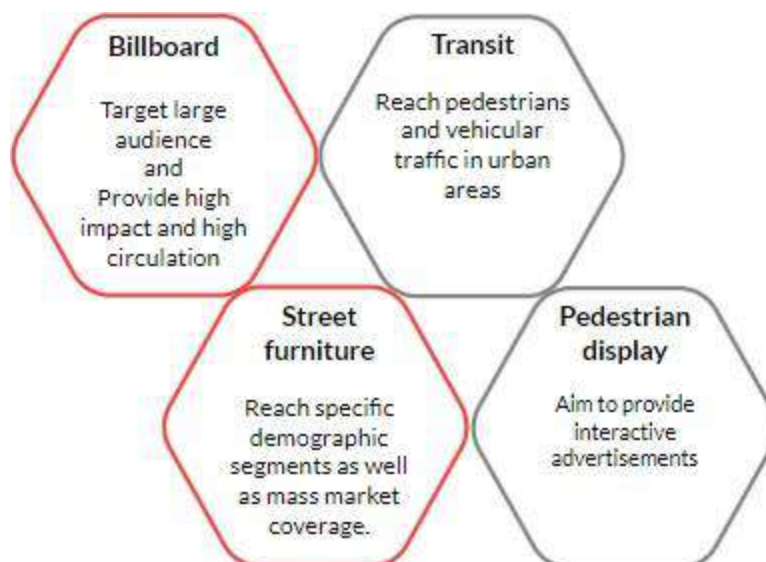 Billboard
Target large
audience
and
Provide high
impact and high
circulation
Transit
Reach pedestrians
and vehicular
traffic in urban
areas
Street
furniture
Reach specific
demographic
segments as well
as mass market
coverage.
Pedestrian
display
Aim to provide
interactive
advertisements